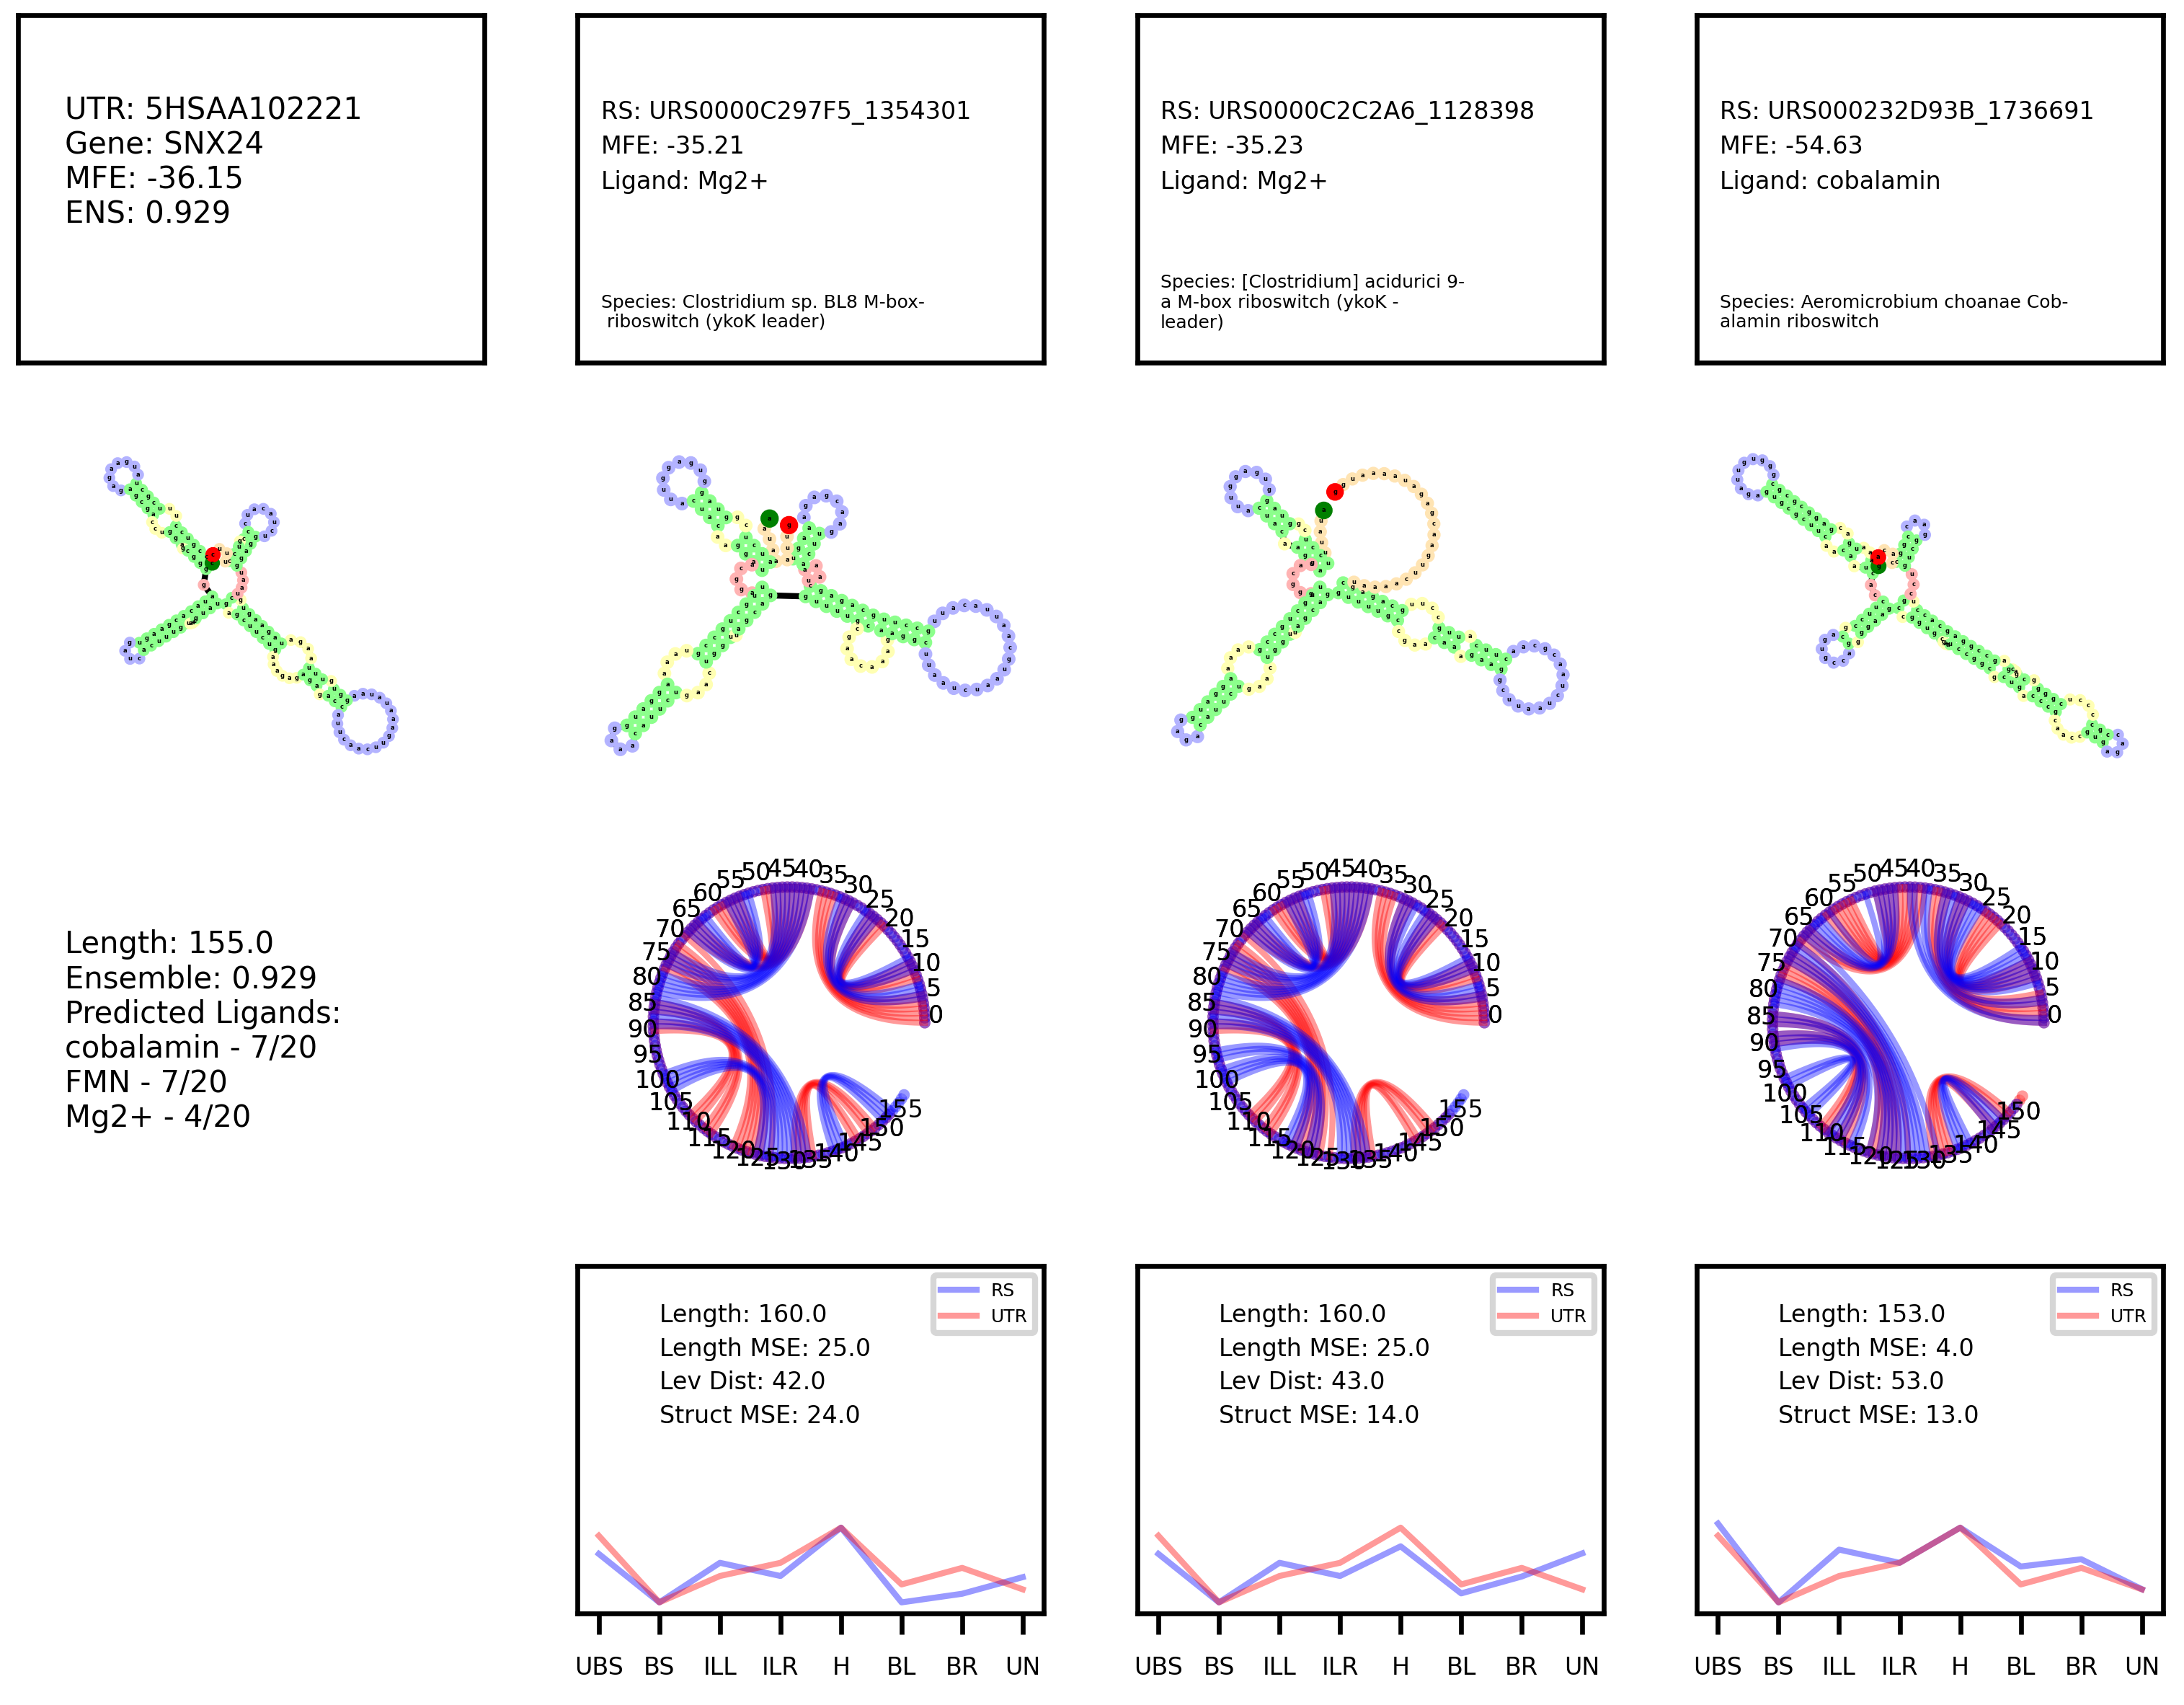 UTR: 5HSAA102221
Gene: SNX24
MFE: -36.15
ENS: 0.929
RS: URS0000C297F5_1354301
MFE: -35.21
Ligand: Mg2+
Species: Clostridium sp. BL8 M-box-
riboswitch (ykoK leader)
RS: URS0000C2C2A6_1128398
MFE: -35.23
Ligand: Mg2+
Species: [Clostridium] acidurici 9-
a M-box riboswitch (ykoK -
leader)
RS: URS000232D93B_1736691
MFE: -54.63
Ligand: cobalamin
Species: Aeromicrobium choanae Cob-
alamin riboswitch
Length: 155.0
Ensemble: 0.929
Predicted Ligands:
cobalamin - 7/20
FMN - 7/20
Mg2+ - 4/20
0 5 10 15 20 25 30 35 40 45 50 55 60 65 70 75 80 85 90 95 100 105 110 115 120 125 130 135 140 145 150 155
0 5 10 15 20 25 30 35 40 45 50 55 60 65 70 75 80 85 90 95 100 105 110 115 120 125 130 135 140 145 150 155
0 5 10 15 20 25 30 35 40 45 50 55 60 65 70 75 80 85 90 95 100 105 110 115 120 125 130 135 140 145 150
RS
UTR
Length: 160.0
Length MSE: 25.0
Lev Dist: 42.0
Struct MSE: 24.0
UBS BS ILL ILR H BL BR UN
RS
UTR
Length: 160.0
Length MSE: 25.0
Lev Dist: 43.0
Struct MSE: 14.0
UBS BS ILL ILR H BL BR UN
RS
UTR
Length: 153.0
Length MSE: 4.0
Lev Dist: 53.0
Struct MSE: 13.0
UBS BS ILL ILR H BL BR UN